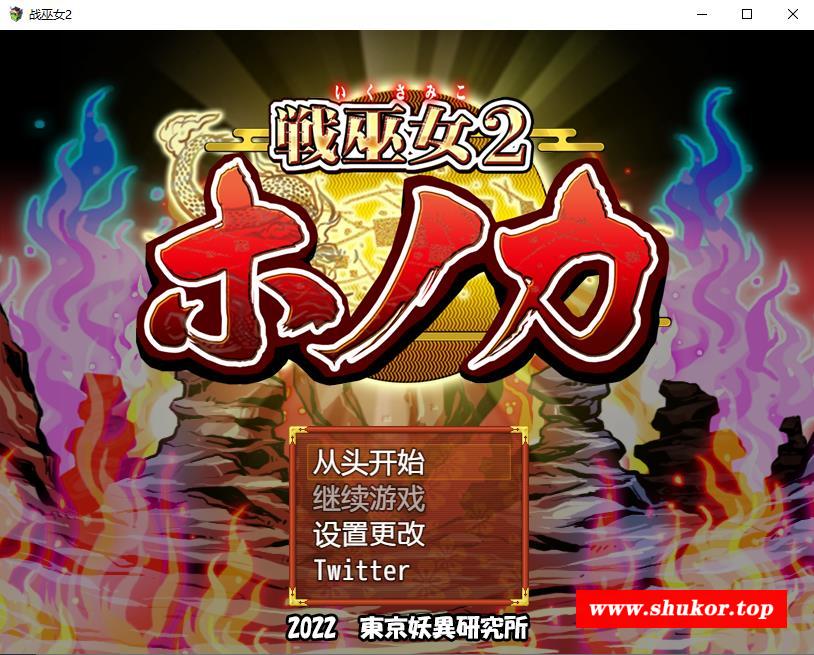 战巫女2
いくさみこ
戦巫女2
ホノカ
从头开始
继续游戏
设置更改
Twitter
www.shukor.top
2022 東京妖異研究所